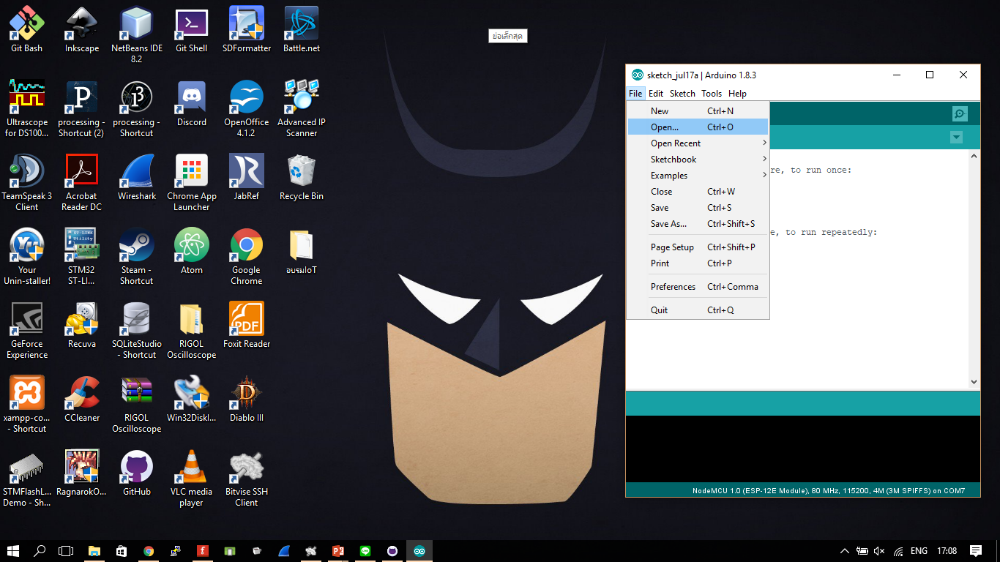 Git Bash
Inkscape
NetBeans IDE
8.2
Git Shell
SDFormatter
Battle.net
ย่อเล็กสุด
Ultrascope
for DS100...
processing -
Shortcut (2)
processing -
Shortcut
Discord
OpenOffice
4.1.2
Advanced IP
Scanner
TeamSpeak 3
Client
Acrobat
Reader DC
Wireshark
Chrome App
Launcher
JabRef
Recycle Bin
Your
Unin-staller!
STM32
ST-LI...
Steam -
Shortcut
Atom
Google
Chrome
อบรมIoT
GeForce
Experience
Recuva
SQLiteStudio
- Shortcut
RIGOL
Oscilloscope
Foxit Reader
xampp-co...
- Shortcut
CCleaner
RIGOL
Oscilloscope
Win32DiskI...
Diablo III
STMFlashL...
Demo - Sh...
RagnarokO...
GitHub
VLC media
player
Bitvise SSH
Client
ST-LINK
Utility
PDF
sketch_jul17a | Arduino 1.8.3
File Edit Sketch Tools Help
New Ctrl+N
Open... Ctrl+O
Open Recent
Sketchbook
Examples
Close Ctrl+W
Save Ctrl+S
Save As... Ctrl+Shift+S
Page Setup Ctrl+Shift+P
Print Ctrl+P
Preferences Ctrl+Comma
Quit Ctrl+Q
re, to run once:
e, to run repeatedly:
NodeMCU 1.0 (ESP-12E Module), 80 MHz, 115200, 4M (3M SPIFFS) on COM7
ENG 17:08